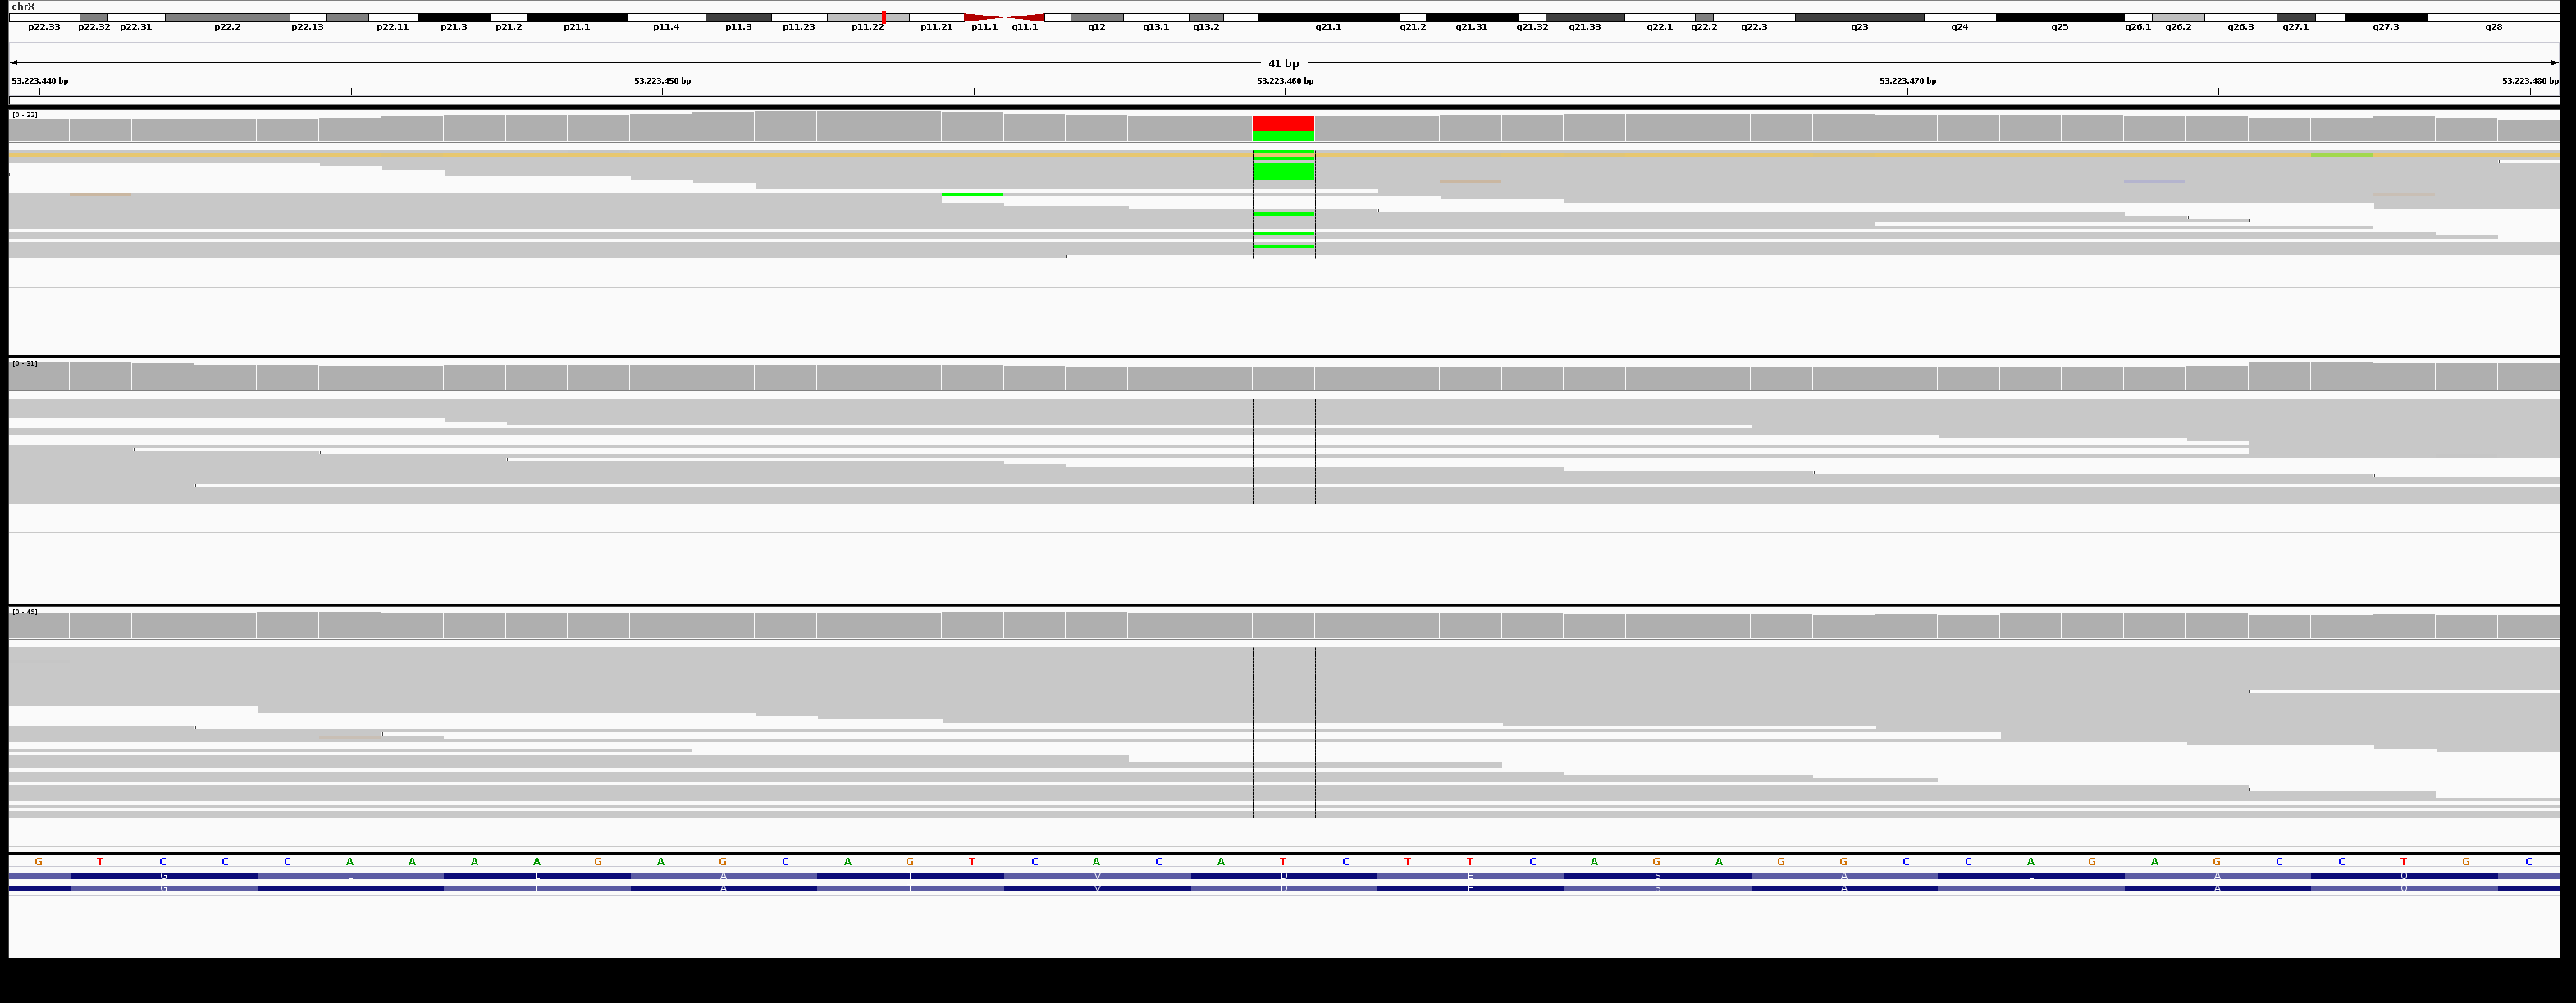 chrX
p22.33 p22.32 p22.31 p22.2 p22.13 p22.11 p21.3 p21.2 p21.1 p11.4 p11.3 p11.23 p11.22 p11.21 p11.1 q11.1 q12 q13.1 q13.2 q21.1 q21.2 q21.31 q21.32 q21.33 q22.1 q22.2 q22.3 q23 q24 q25 q26.1 q26.2 q26.3 q27.1 q27.3 q28
41 bp
53,223,440 bp 53,223,450 bp 53,223,460 bp 53,223,470 bp 53,223,480 bp
[0 - 32]
[0 - 31]
[0 - 49]
G T C C C A A A A G A G C A G T C A C A T C T T C A G A G G C C A G A G C C T G C
G L L A T V D E S A L A Q
G L L A T V D E S A L A Q